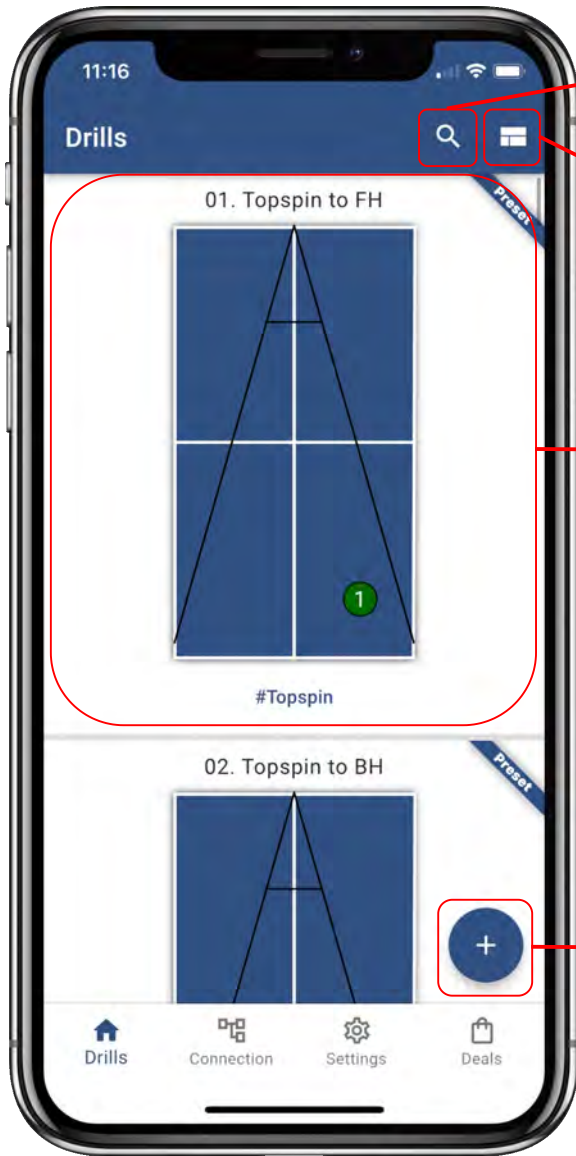 11:16
Drills
01. Topspin to FH
Preset
1
#Topspin
02. Topspin to BH
Preset
+
Drills
Connection
Settings
Deals